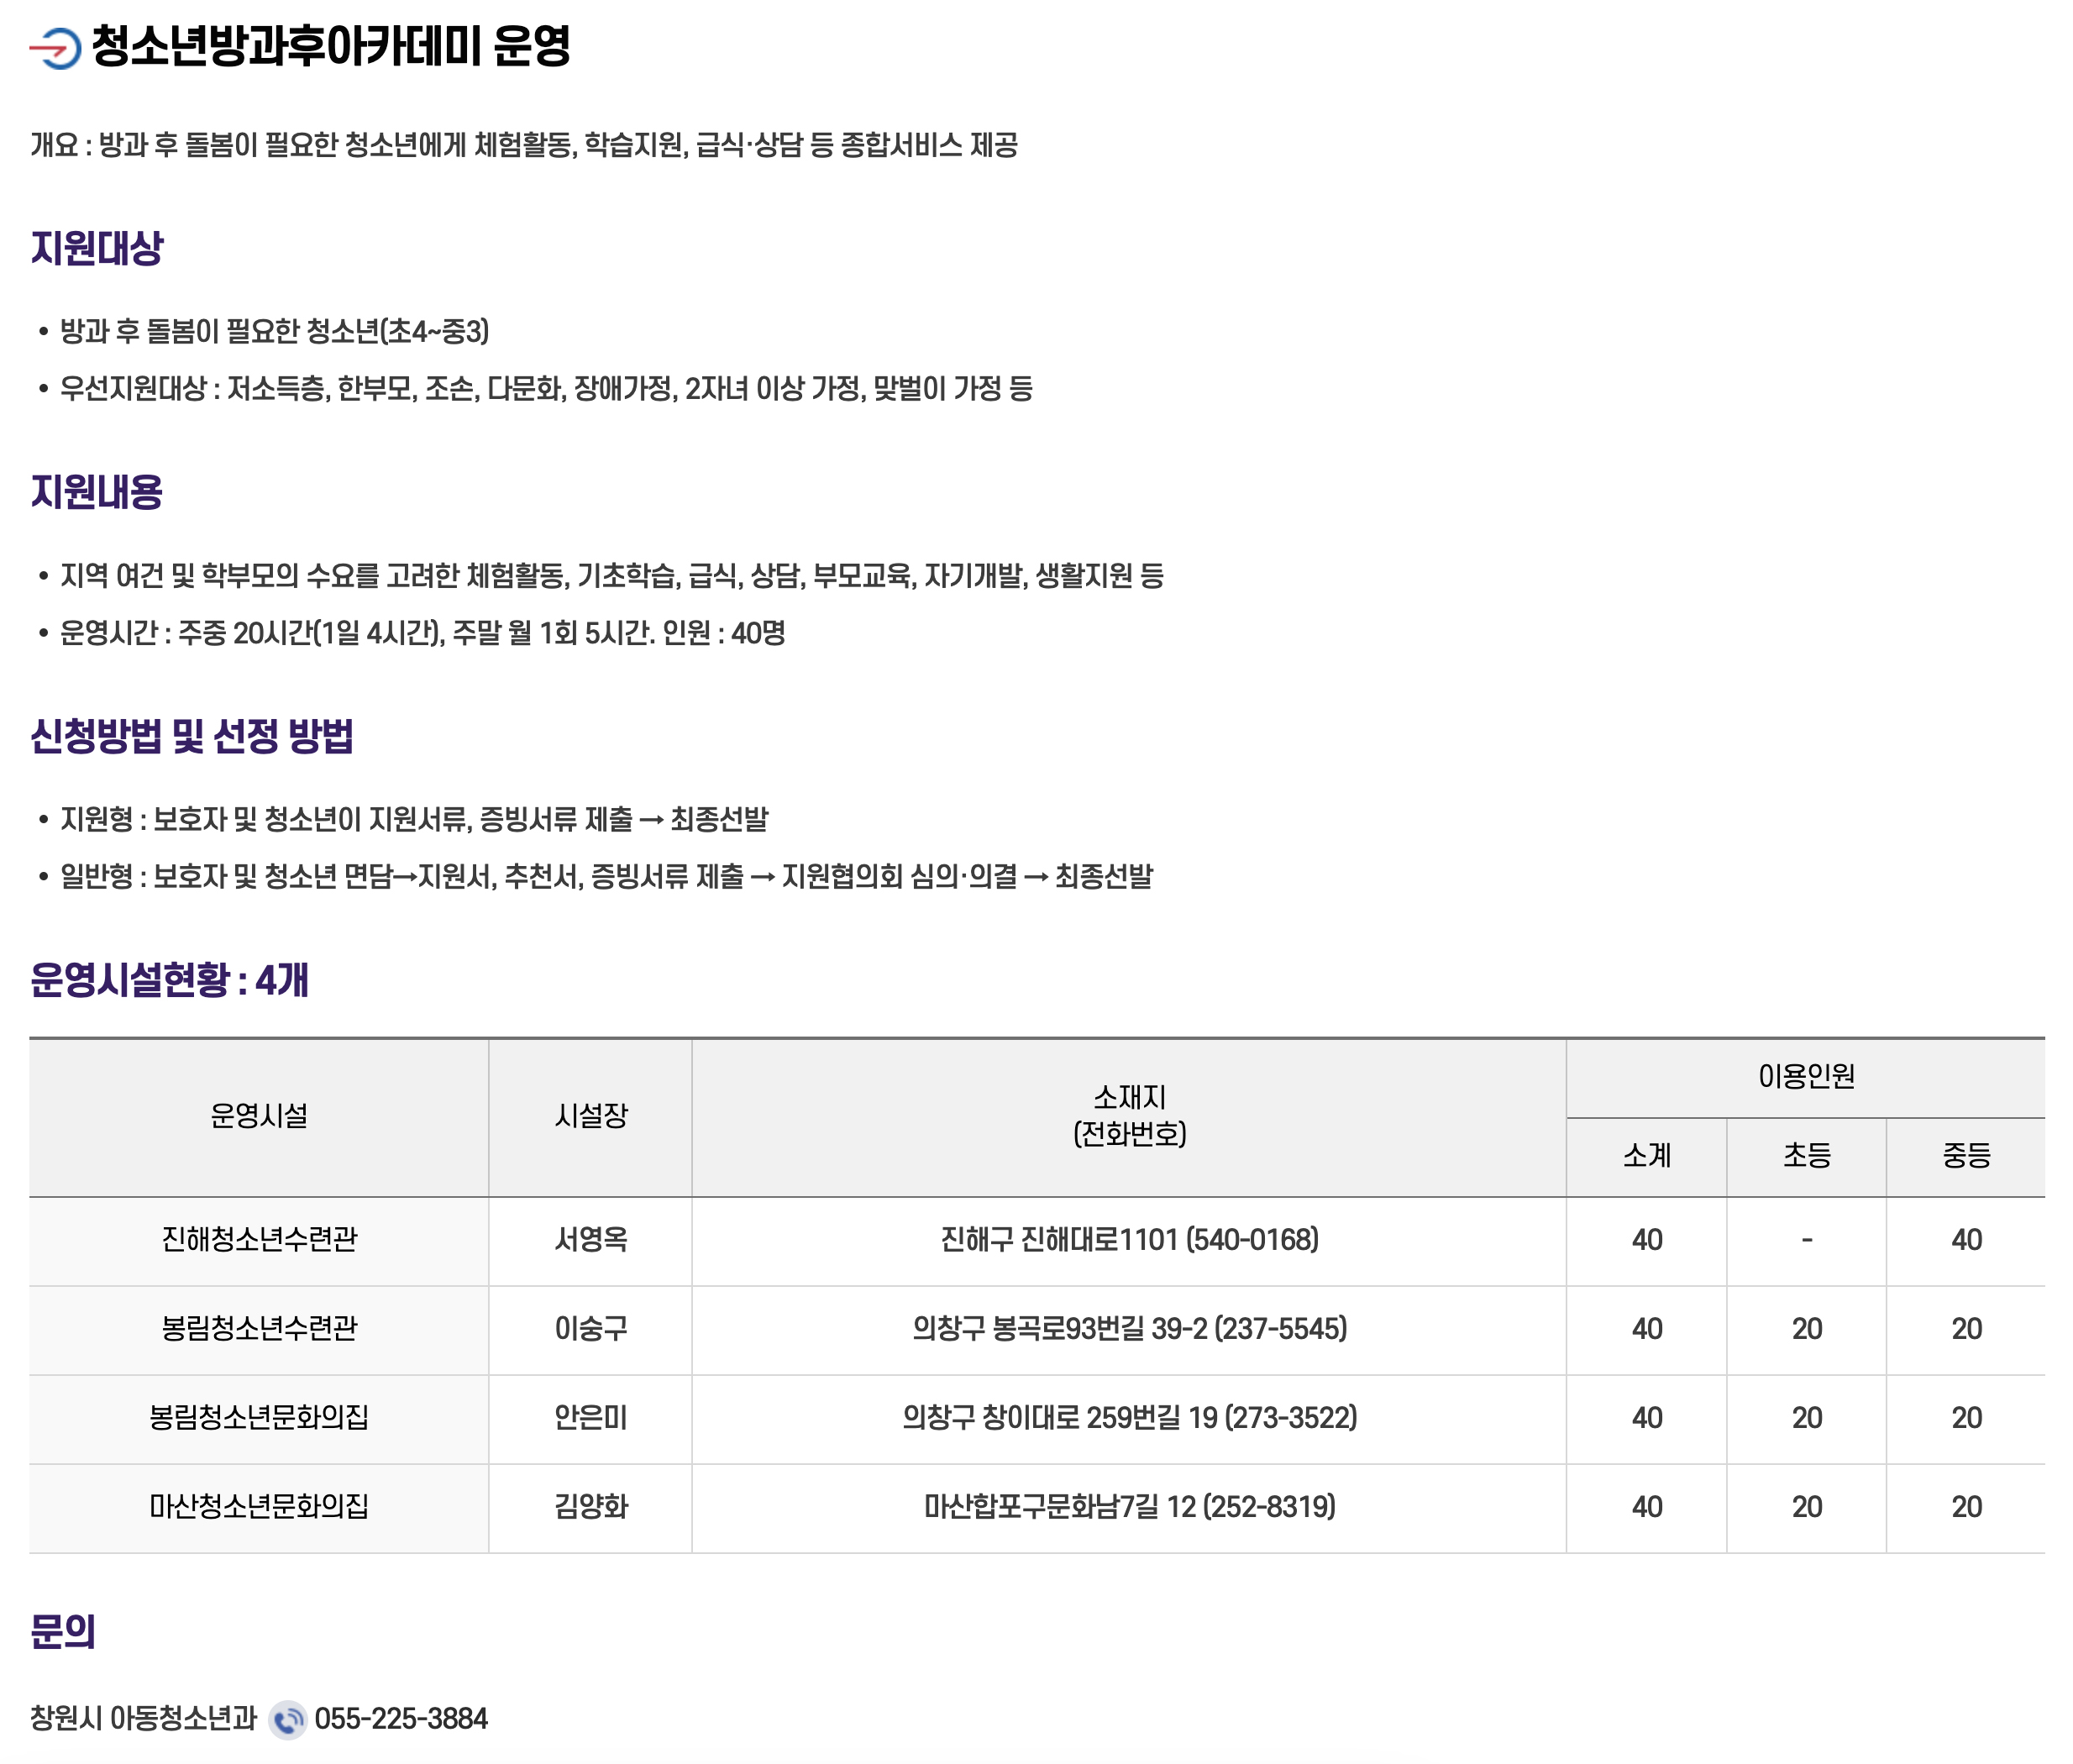 청소년방과후아카데미 운영
개요 : 방과 후 돌봄이 필요한 청소년에게 체험활동, 학습지원, 급식·상담 등 종합서비스 제공
지원대상
• 방과 후 돌봄이 필요한 청소년(초4~중3)
• 우선지원대상 : 저소득층, 한부모, 조손, 다문화, 장애가정, 2자녀 이상 가정, 맞벌이 가정 등
지원내용
• 지역 여건 및 학부모의 수요를 고려한 체험활동, 기초학습, 급식, 상담, 부모교육, 자기개발, 생활지원 등
• 운영시간 : 주중 20시간(1일 4시간), 주말 월 1회 5시간. 인원 : 40명
신청방법 및 선정 방법
• 지원형 : 보호자 및 청소년이 지원서류, 증빙서류 제출 → 최종선발
• 일반형 : 보호자 및 청소년 면담→지원서, 추천서, 증빙서류 제출 → 지원협의회 심의·의결 → 최종선발
운영시설현황 : 4개
운영시설 시설장 소재지 (전화번호) 이용인원
소계 초등 중등
진해청소년수련관 서영옥 진해구 진해대로1101 (540-0168) 40 - 40
봉림청소년수련관 이숭구 의창구 봉곡로93번길 39-2 (237-5545) 40 20 20
봉림청소년문화의집 안은미 의창구 창이대로 259번길 19 (273-3522) 40 20 20
마산청소년문화의집 김양화 마산합포구문화남7길 12 (252-8319) 40 20 20
문의
창원시 아동청소년과 055-225-3884